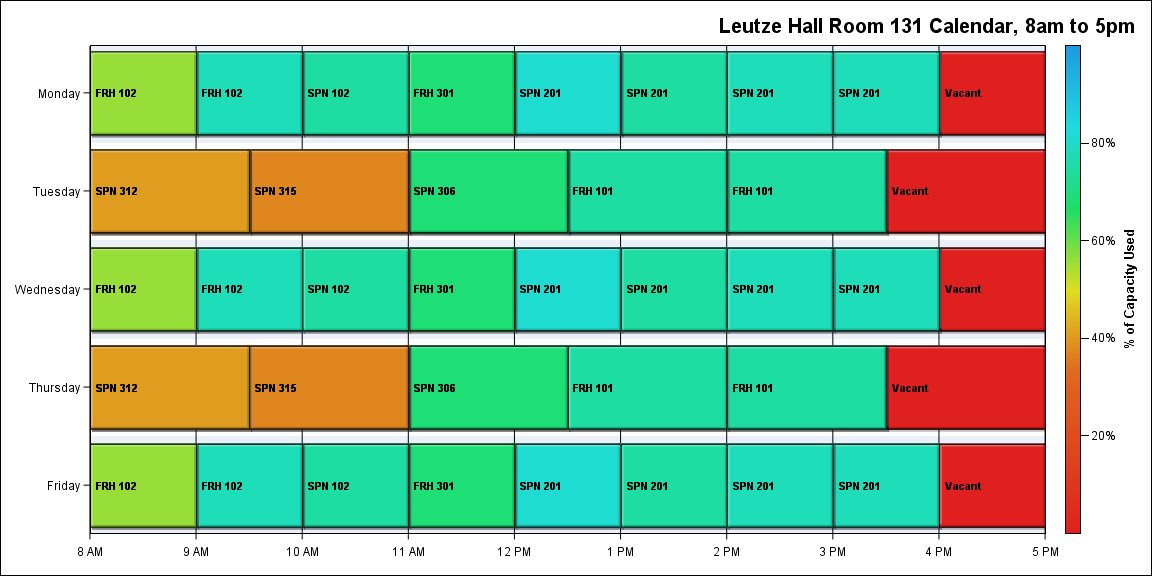 Leutze Hall Room 131 Calendar, 8am to 5pm
Monday
FRH 102
FRH 102
SPN 102
FRH 301
SPN 201
SPN 201
SPN 201
SPN 201
Vacant
Tuesday
SPN 312
SPN 315
SPN 306
FRH 101
FRH 101
Vacant
Wednesday
FRH 102
FRH 102
SPN 102
FRH 301
SPN 201
SPN 201
SPN 201
SPN 201
Vacant
Thursday
SPN 312
SPN 315
SPN 306
FRH 101
FRH 101
Vacant
Friday
FRH 102
FRH 102
SPN 102
FRH 301
SPN 201
SPN 201
SPN 201
SPN 201
Vacant
8 AM
9 AM
10 AM
11 AM
12 PM
1 PM
2 PM
3 PM
4 PM
5 PM
80%
60%
40%
20%
% of Capacity Used